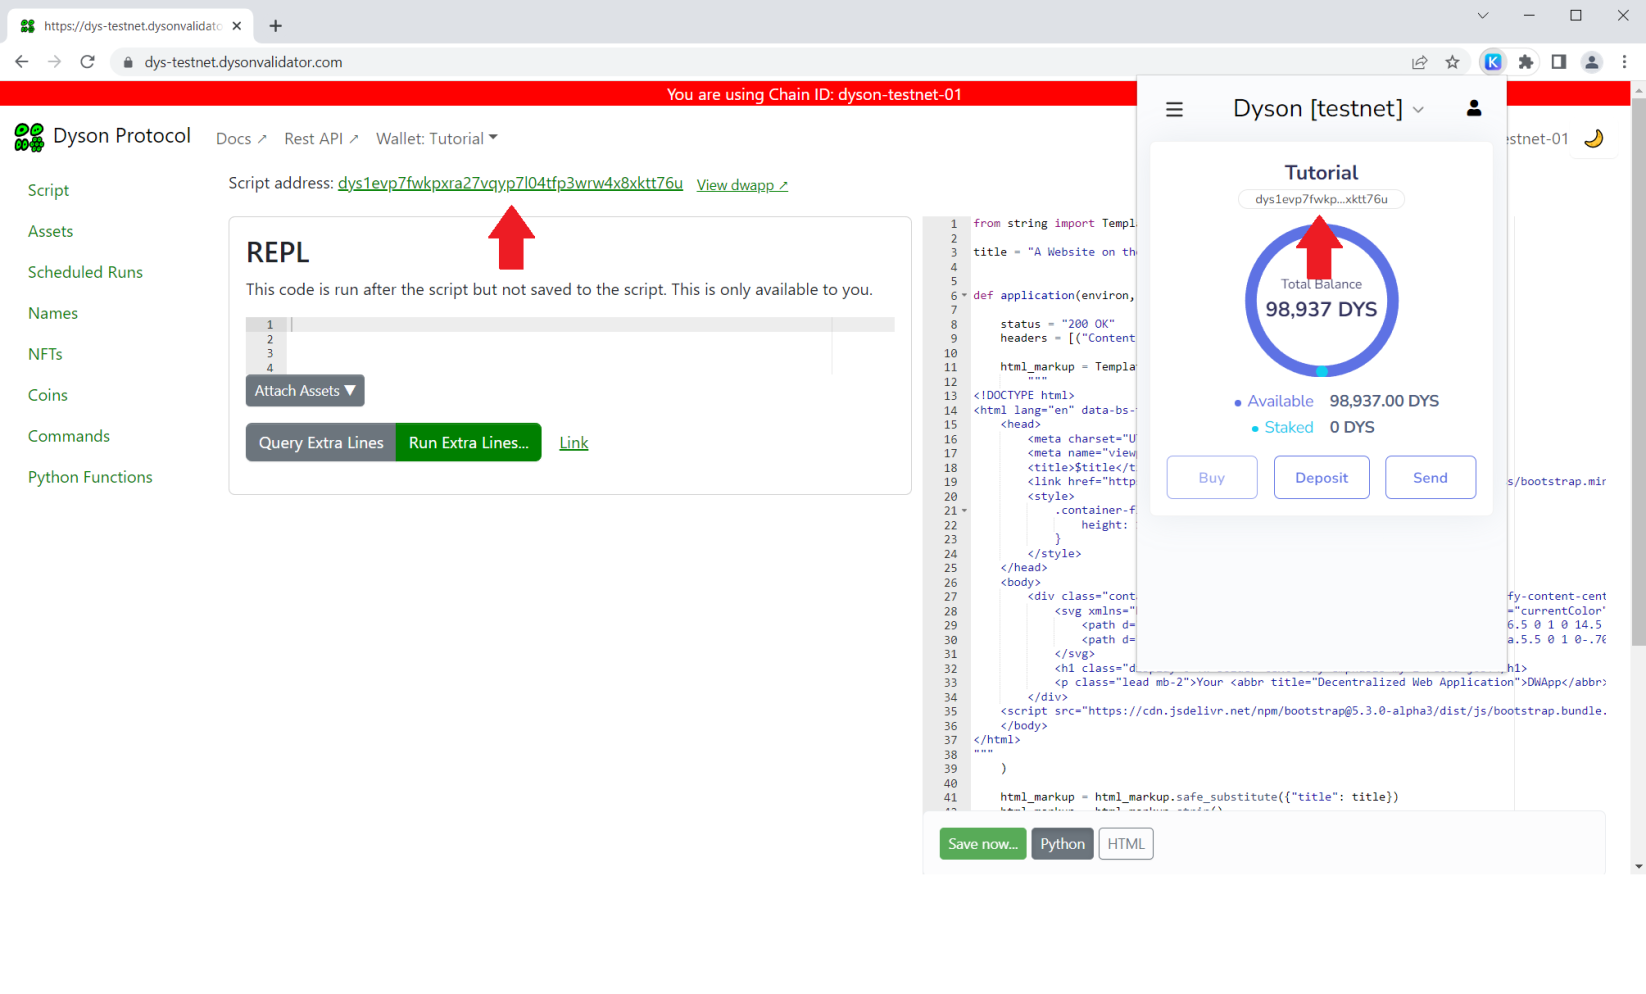 https://dys-testnet.dysonvalidato
dys-testnet.dysonvalidator.com
You are using Chain ID: dyson-testnet-01
Dyson Protocol
Docs ↗ Rest API ↗ Wallet: Tutorial
Script
Assets
Scheduled Runs
Names
NFTs
Coins
Commands
Python Functions
Script address: dys1evp7fwkpxra27vqyp7l04tfp3wrw4x8xktt76u View dwapp ↗
REPL
This code is run after the script but not saved to the script. This is only available to you.
1
2
3
4
Attach Assets ▼
Query Extra Lines Run Extra Lines... Link
1 from string import Templ
2
3 title = "A Website on th
4
5
6 def application(environ,
7
8 status = "200 OK"
9 headers = [("Content
10
11 html_markup = Templa
12 """
13 <!DOCTYPE html>
14 <html lang="en" data-bs-
15 <head>
16 <meta charset="U
17 <meta name="view
18 <title>$title</t
19 <link href="http s/bootstrap.min
20 <style>
21 .container-f
22 height:
23 }
24 </style>
25 </head>
26 <body>
27 <div class="cont fy-content-cent
28 <svg xmlns=" ="currentColor"
29 <path d= 6.5 0 1 0 14.5
30 <path d= a.5.5 0 1 0-.70
31 </svg>
32 <h1 class="d h1>
33 <p class="lead mb-2">Your <abbr title="Decentralized Web Application">DWApp</abbr>
34 </div>
35 <script src="https://cdn.jsdelivr.net/npm/bootstrap@5.3.0-alpha3/dist/js/bootstrap.bundle.
36 </body>
37 </html>
38 """
39 )
40
41 html_markup = html_markup.safe_substitute({"title": title})
Save now... Python HTML
stnet-01
K
Dyson [testnet]
Tutorial
dys1evp7fwkp...xktt76u
Total Balance
98,937 DYS
Available 98,937.00 DYS
Staked 0 DYS
Buy Deposit Send